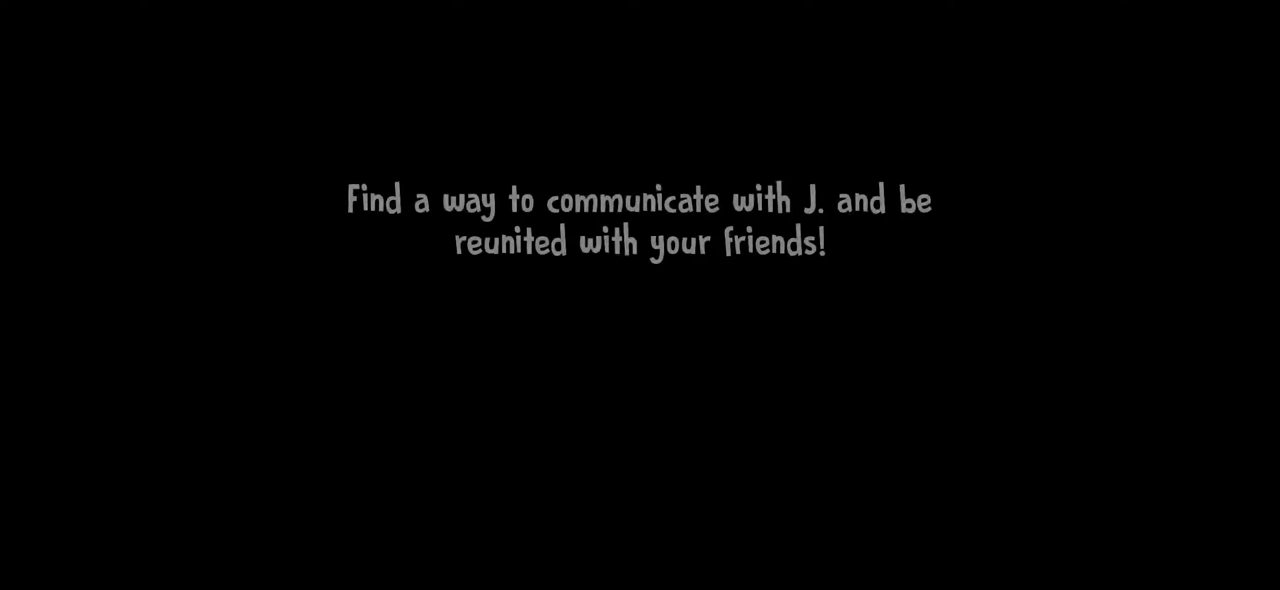 Find a way to communicate with J. and be
reunited with your friends!